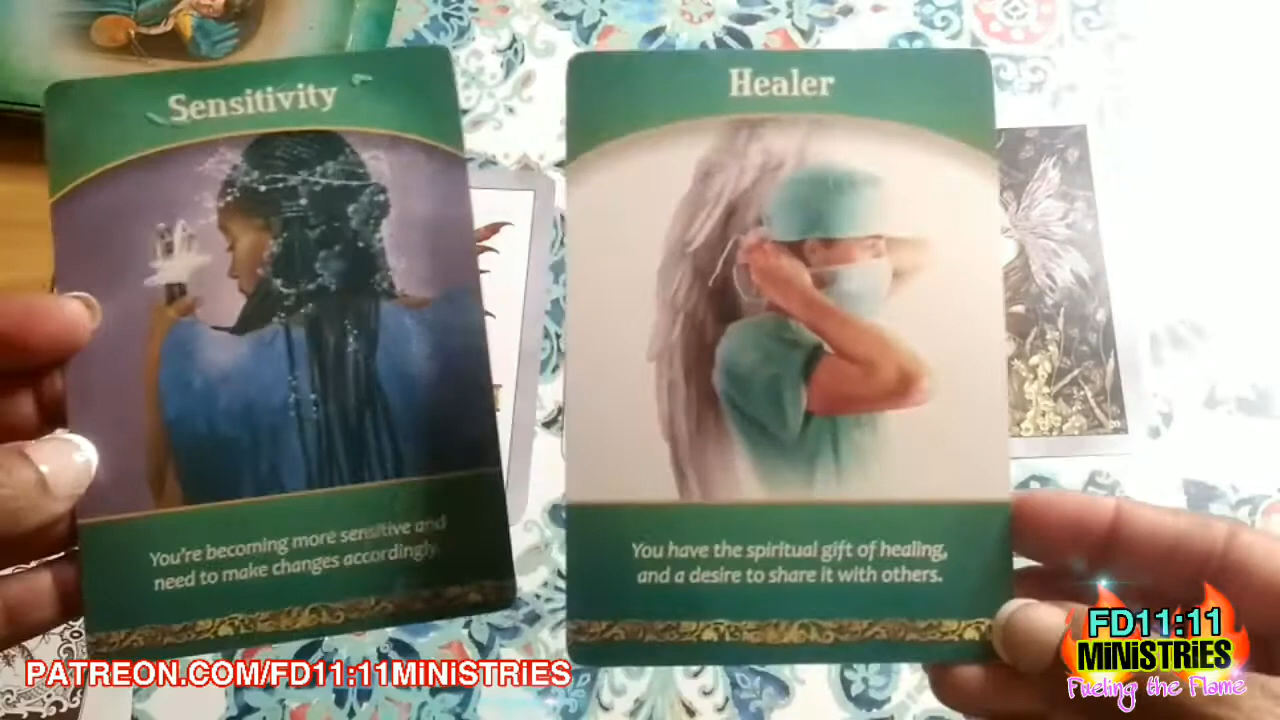 Sensitivity
You're becoming more sensitive and
need to make changes accordingly.
Healer
You have the spiritual gift of healing,
and a desire to share it with others.
PATREON.COM/FD11:11MiNiSTRiES
FD11:11
MiNiSTRiES
Fueling the Flame